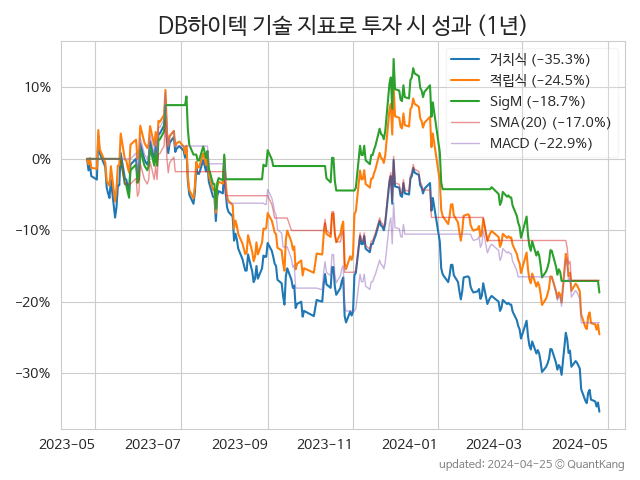 DB하이텍 기술 지표로 투자 시 성과 (1년)
거치식 (−35.3%)
적립식 (−24.5%)
SigM (−18.7%)
SMA(20) (−17.0%)
MACD (−22.9%)
10%
0%
−10%
−20%
−30%
2023-05 2023-07 2023-09 2023-11 2024-01 2024-03 2024-05
updated: 2024-04-25 © QuantKang